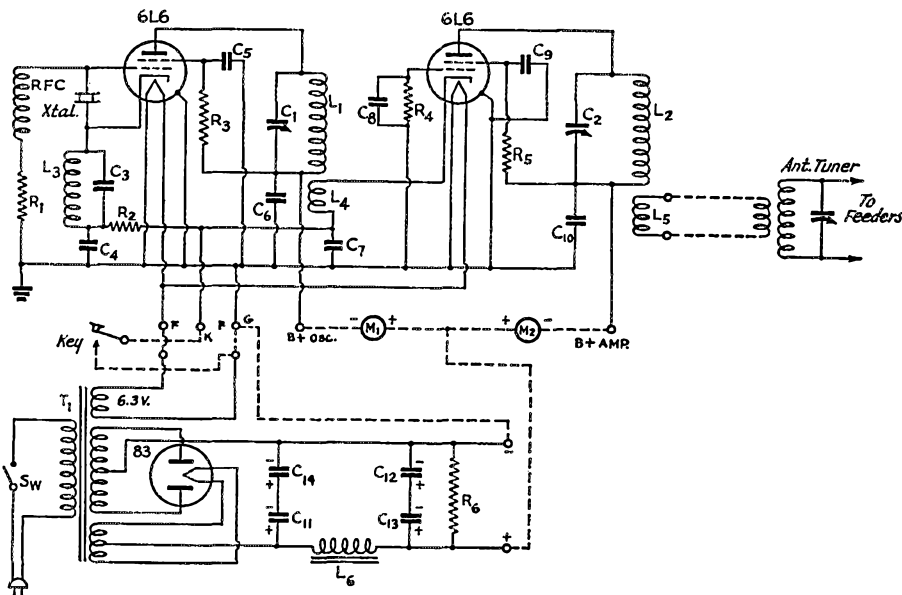 6L6
6L6
RFC
Xtal.
C5
R3
C1
L1
C8
R4
C9
R5
C2
L2
L3
C3
R1
R2
C4
C6
L4
C7
C10
L5
Ant. Tuner
To
Feeders
Key
F
K
F
G
B+ OSC.
- M1 +
+ M2 -
B+ AMP.
T1
6.3V.
83
SW
-
C14
+
-
C11
+
-
C12
+
-
C13
+
R6
-
+
L6